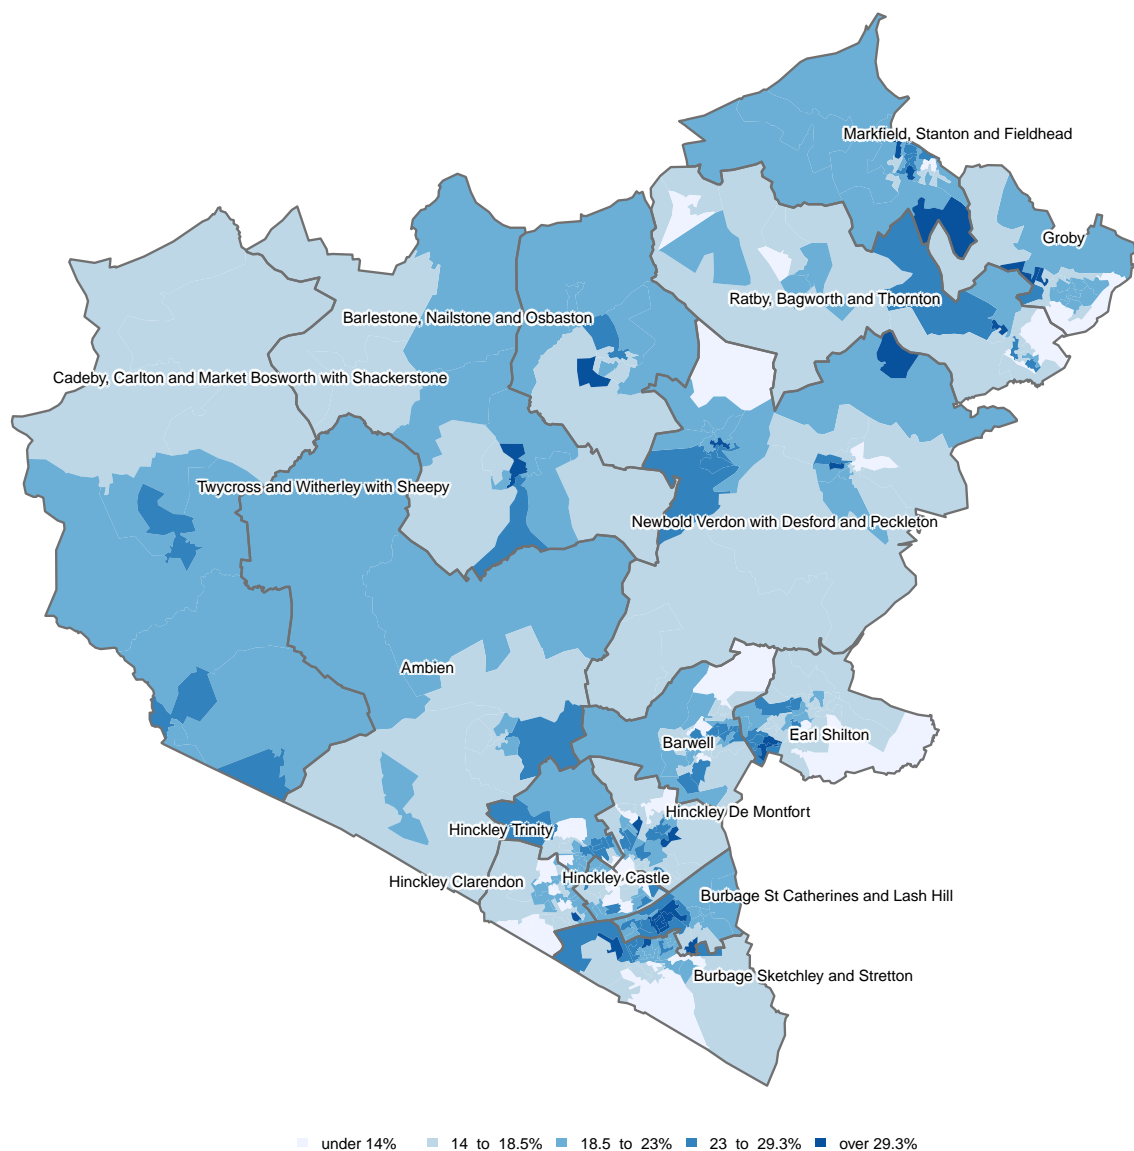 Markfield, Stanton and Fieldhead
Groby
Ratby, Bagworth and Thornton
Barlestone, Nailstone and Osbaston
Cadeby, Carlton and Market Bosworth with Shackerstone
Twycross and Witherley with Sheepy
Newbold Verdon with Desford and Peckleton
Ambien
Earl Shilton
Barwell
Hinckley De Montfort
Hinckley Trinity
Hinckley Castle
Hinckley Clarendon
Burbage St Catherines and Lash Hill
Burbage Sketchley and Stretton
under 14% 14 to 18.5% 18.5 to 23% 23 to 29.3% over 29.3%